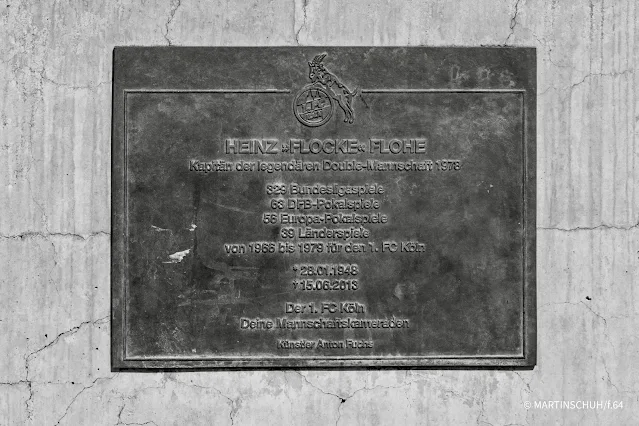 HEINZ »FLOCKE« FLOHE
Kapitän der legendären Double-Mannschaft 1978
329 Bundesligaspiele
63 DFB-Pokalspiele
56 Europa-Pokalspiele
39 Länderspiele
von 1966 bis 1979 für den 1. FC Köln
* 28.01.1948
† 15.06.2013
Der 1. FC Köln
Deine Mannschaftskameraden
Künstler Anton Fuchs
© MARTINSCHUH/f.64